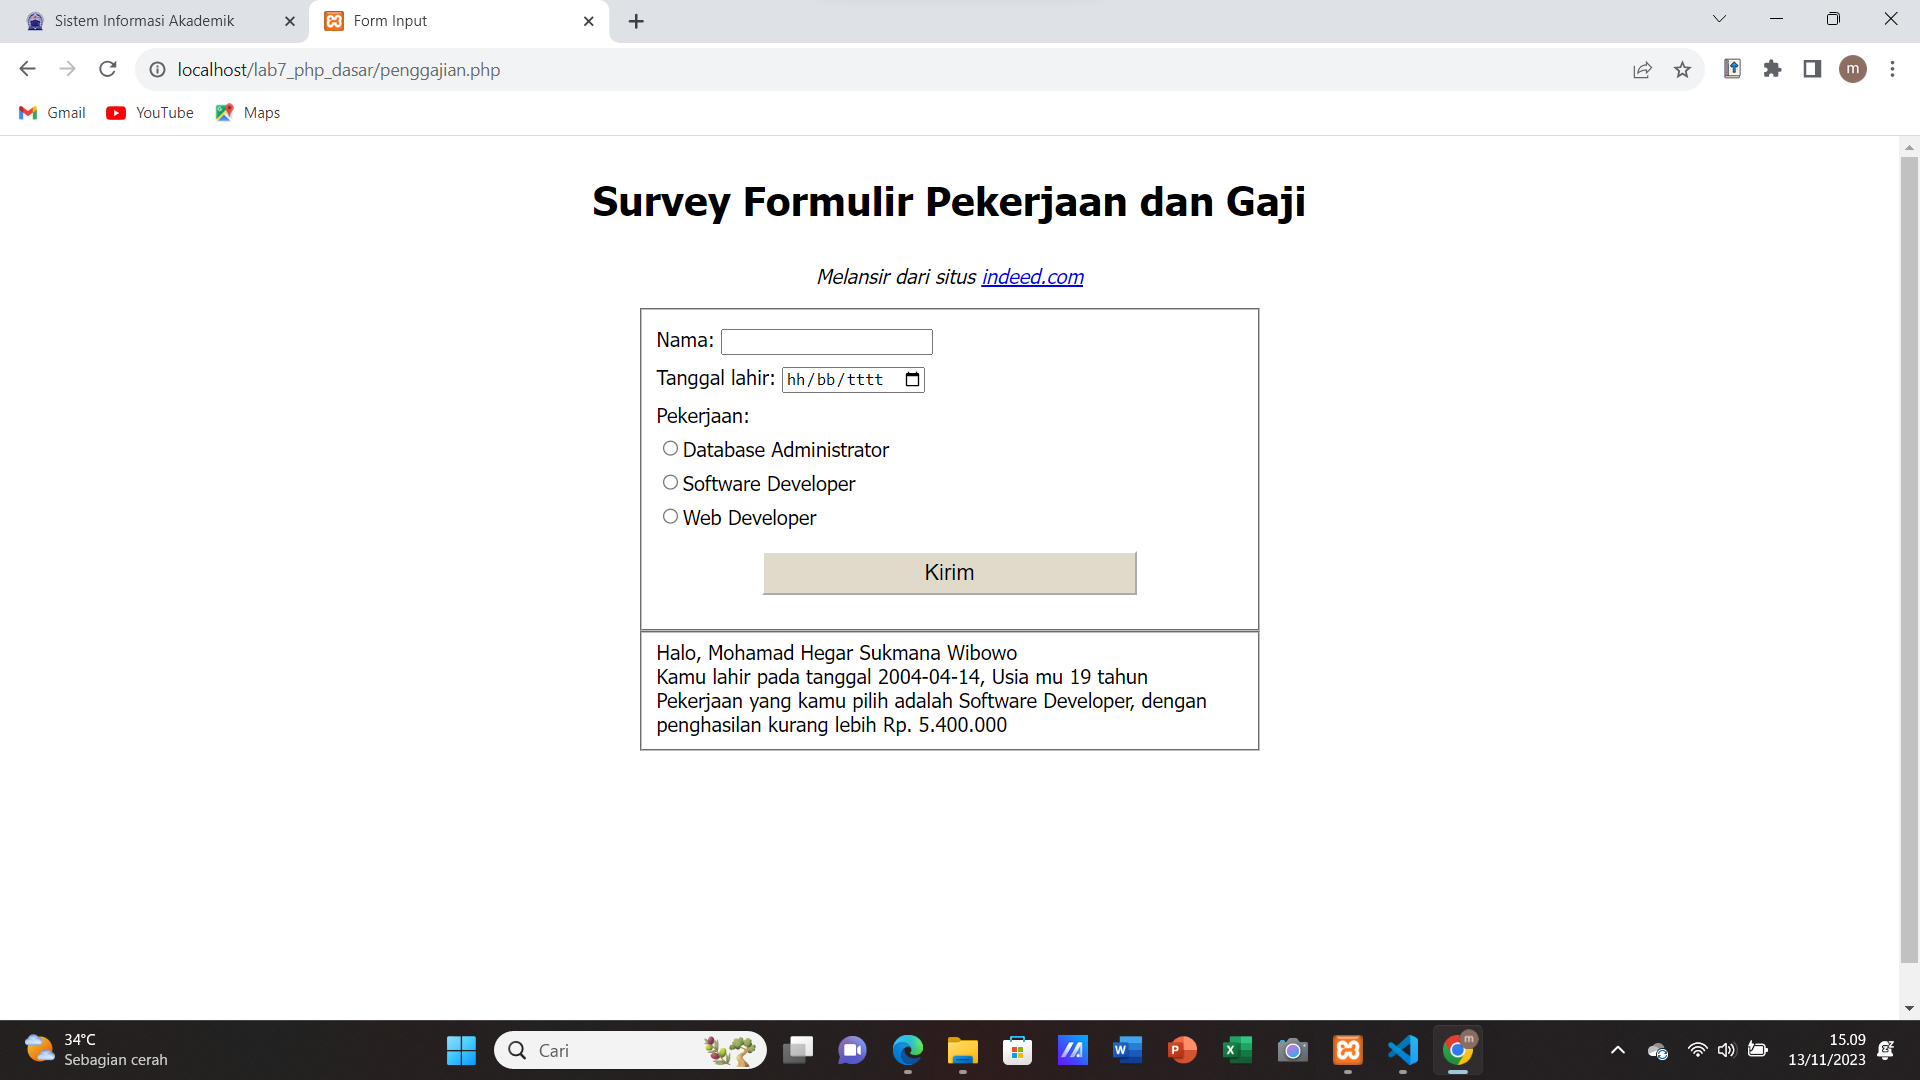 Sistem Informasi Akademik
Form Input
localhost/lab7_php_dasar/penggajian.php
m
Gmail
YouTube
Maps
Survey Formulir Pekerjaan dan Gaji
Melansir dari situs indeed.com
Nama:
Tanggal lahir: hh/bb/tttt
Pekerjaan:
Database Administrator
Software Developer
Web Developer
Kirim
Halo, Mohamad Hegar Sukmana Wibowo
Kamu lahir pada tanggal 2004-04-14, Usia mu 19 tahun
Pekerjaan yang kamu pilih adalah Software Developer, dengan
penghasilan kurang lebih Rp. 5.400.000
34°C
Sebagian cerah
Cari
W
P
X
m
15.09
13/11/2023